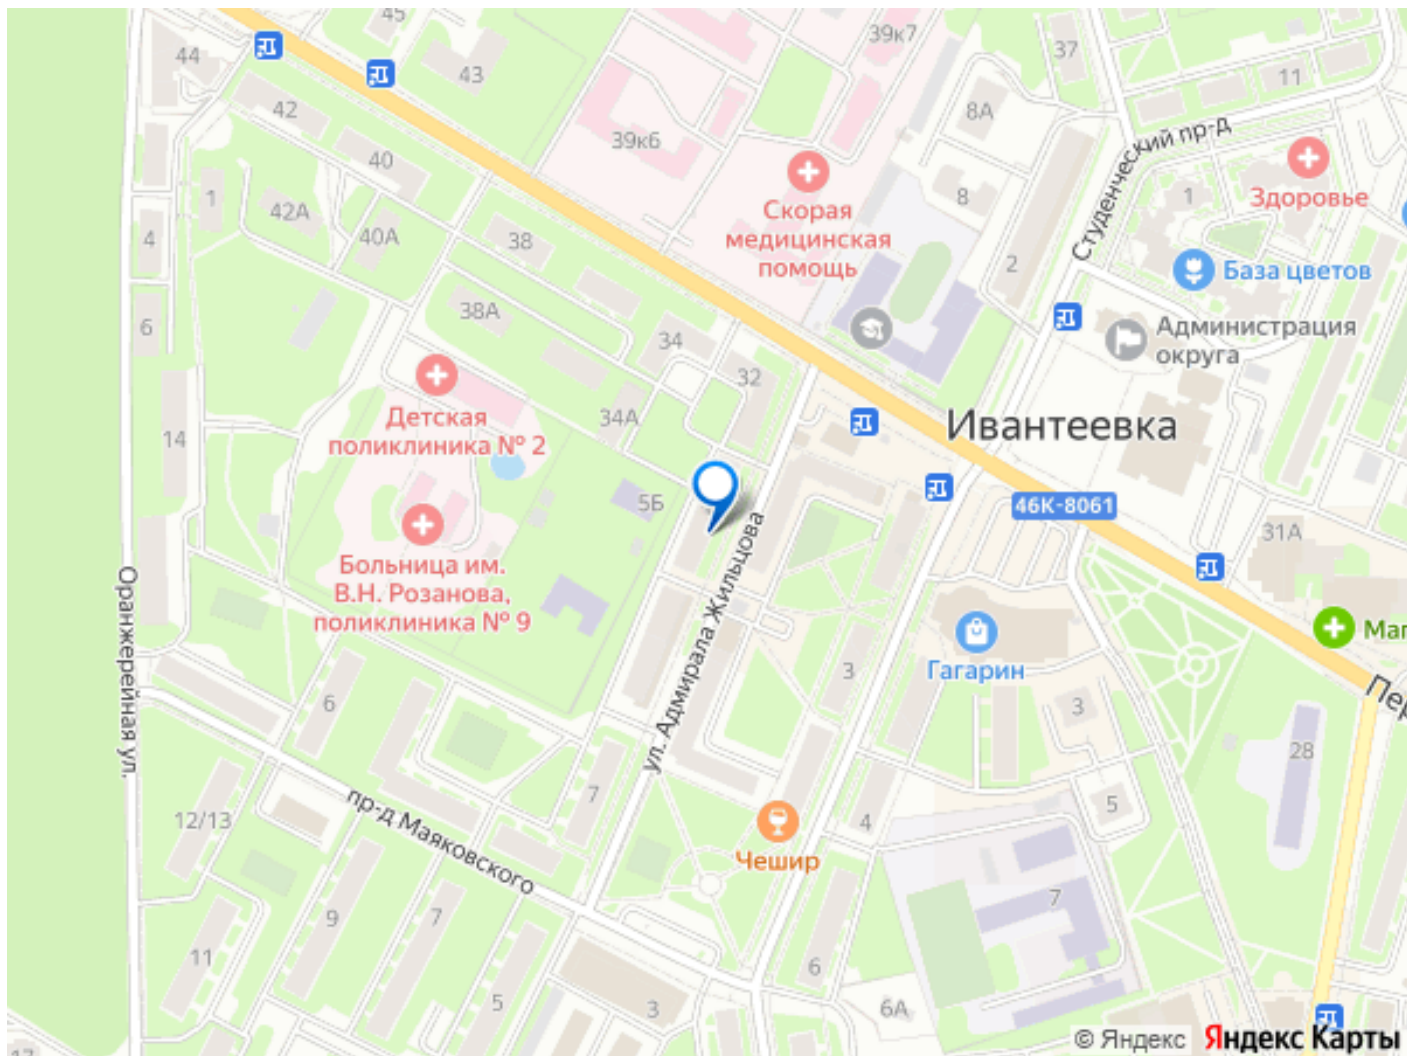 45
44
43
39к7
37
11
42
8А
39к6
40
Студенческий пр-д
1
42А
40А
4
38
Скорая
медицинская
помощь
8
2
1
Здоровье
База цветов
6
38А
34
32
Администрация
округа
14
34А
Детская
поликлиника № 2
Ивантеевка
5Б
46К-8061
31А
Больница им.
В.Н. Розанова,
поликлиника № 9
Оранжерейная ул.
ул. Адмирала Жильцова
Гагарин
3
Маг
Пер
6
3
28
12/13
пр-д Маяковского
7
4
5
Чешир
9
7
7
11
6
5
3
6А
© Яндекс Яндекс Карты